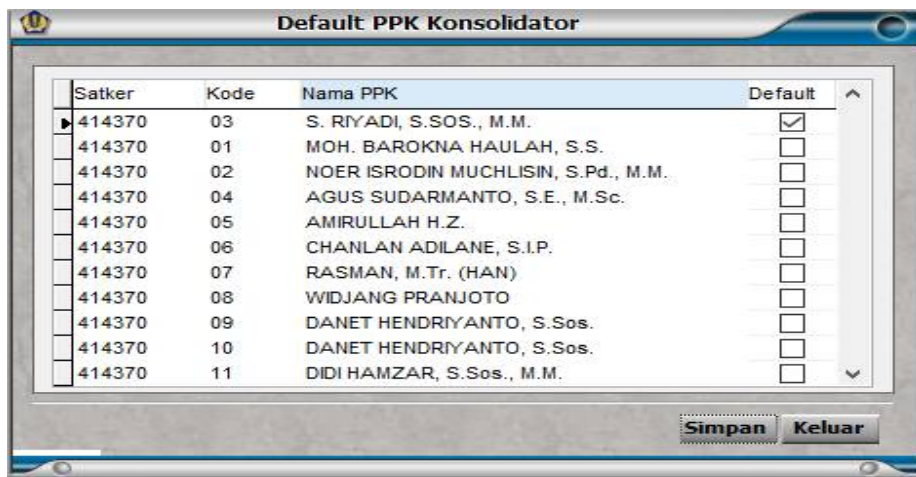 Default PPK Konsolidator
Satker Kode Nama PPK Default
414370 03 S. RIYADI, S.SOS., M.M.
414370 01 MOH. BAROKNA HAULAH, S.S.
414370 02 NOER ISRODIN MUCHLISIN, S.Pd., M.M.
414370 04 AGUS SUDARMANTO, S.E., M.Sc.
414370 05 AMIRULLAH H.Z.
414370 06 CHANLAN ADILANE, S.I.P.
414370 07 RASMAN, M.Tr. (HAN)
414370 08 WIDJANG PRANJOTO
414370 09 DANET HENDRIYANTO, S.Sos.
414370 10 DANET HENDRIYANTO, S.Sos.
414370 11 DIDI HAMZAR, S.Sos., M.M.
Simpan Keluar